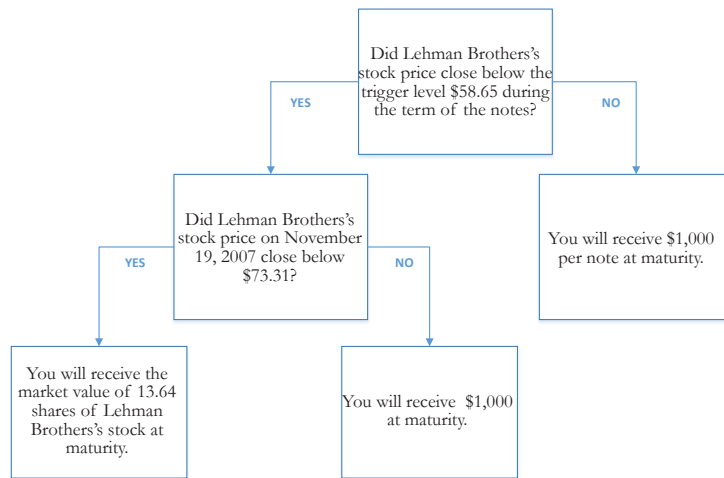 Did Lehman Brothers's
stock price close below the
trigger level $58.65 during
the term of the notes?
YES
NO
Did Lehman Brothers's
stock price on November
19, 2007 close below
$73.31?
You will receive $1,000
per note at maturity.
YES
NO
You will receive the
market value of 13.64
shares of Lehman
Brothers's stock at
maturity.
You will receive $1,000
at maturity.